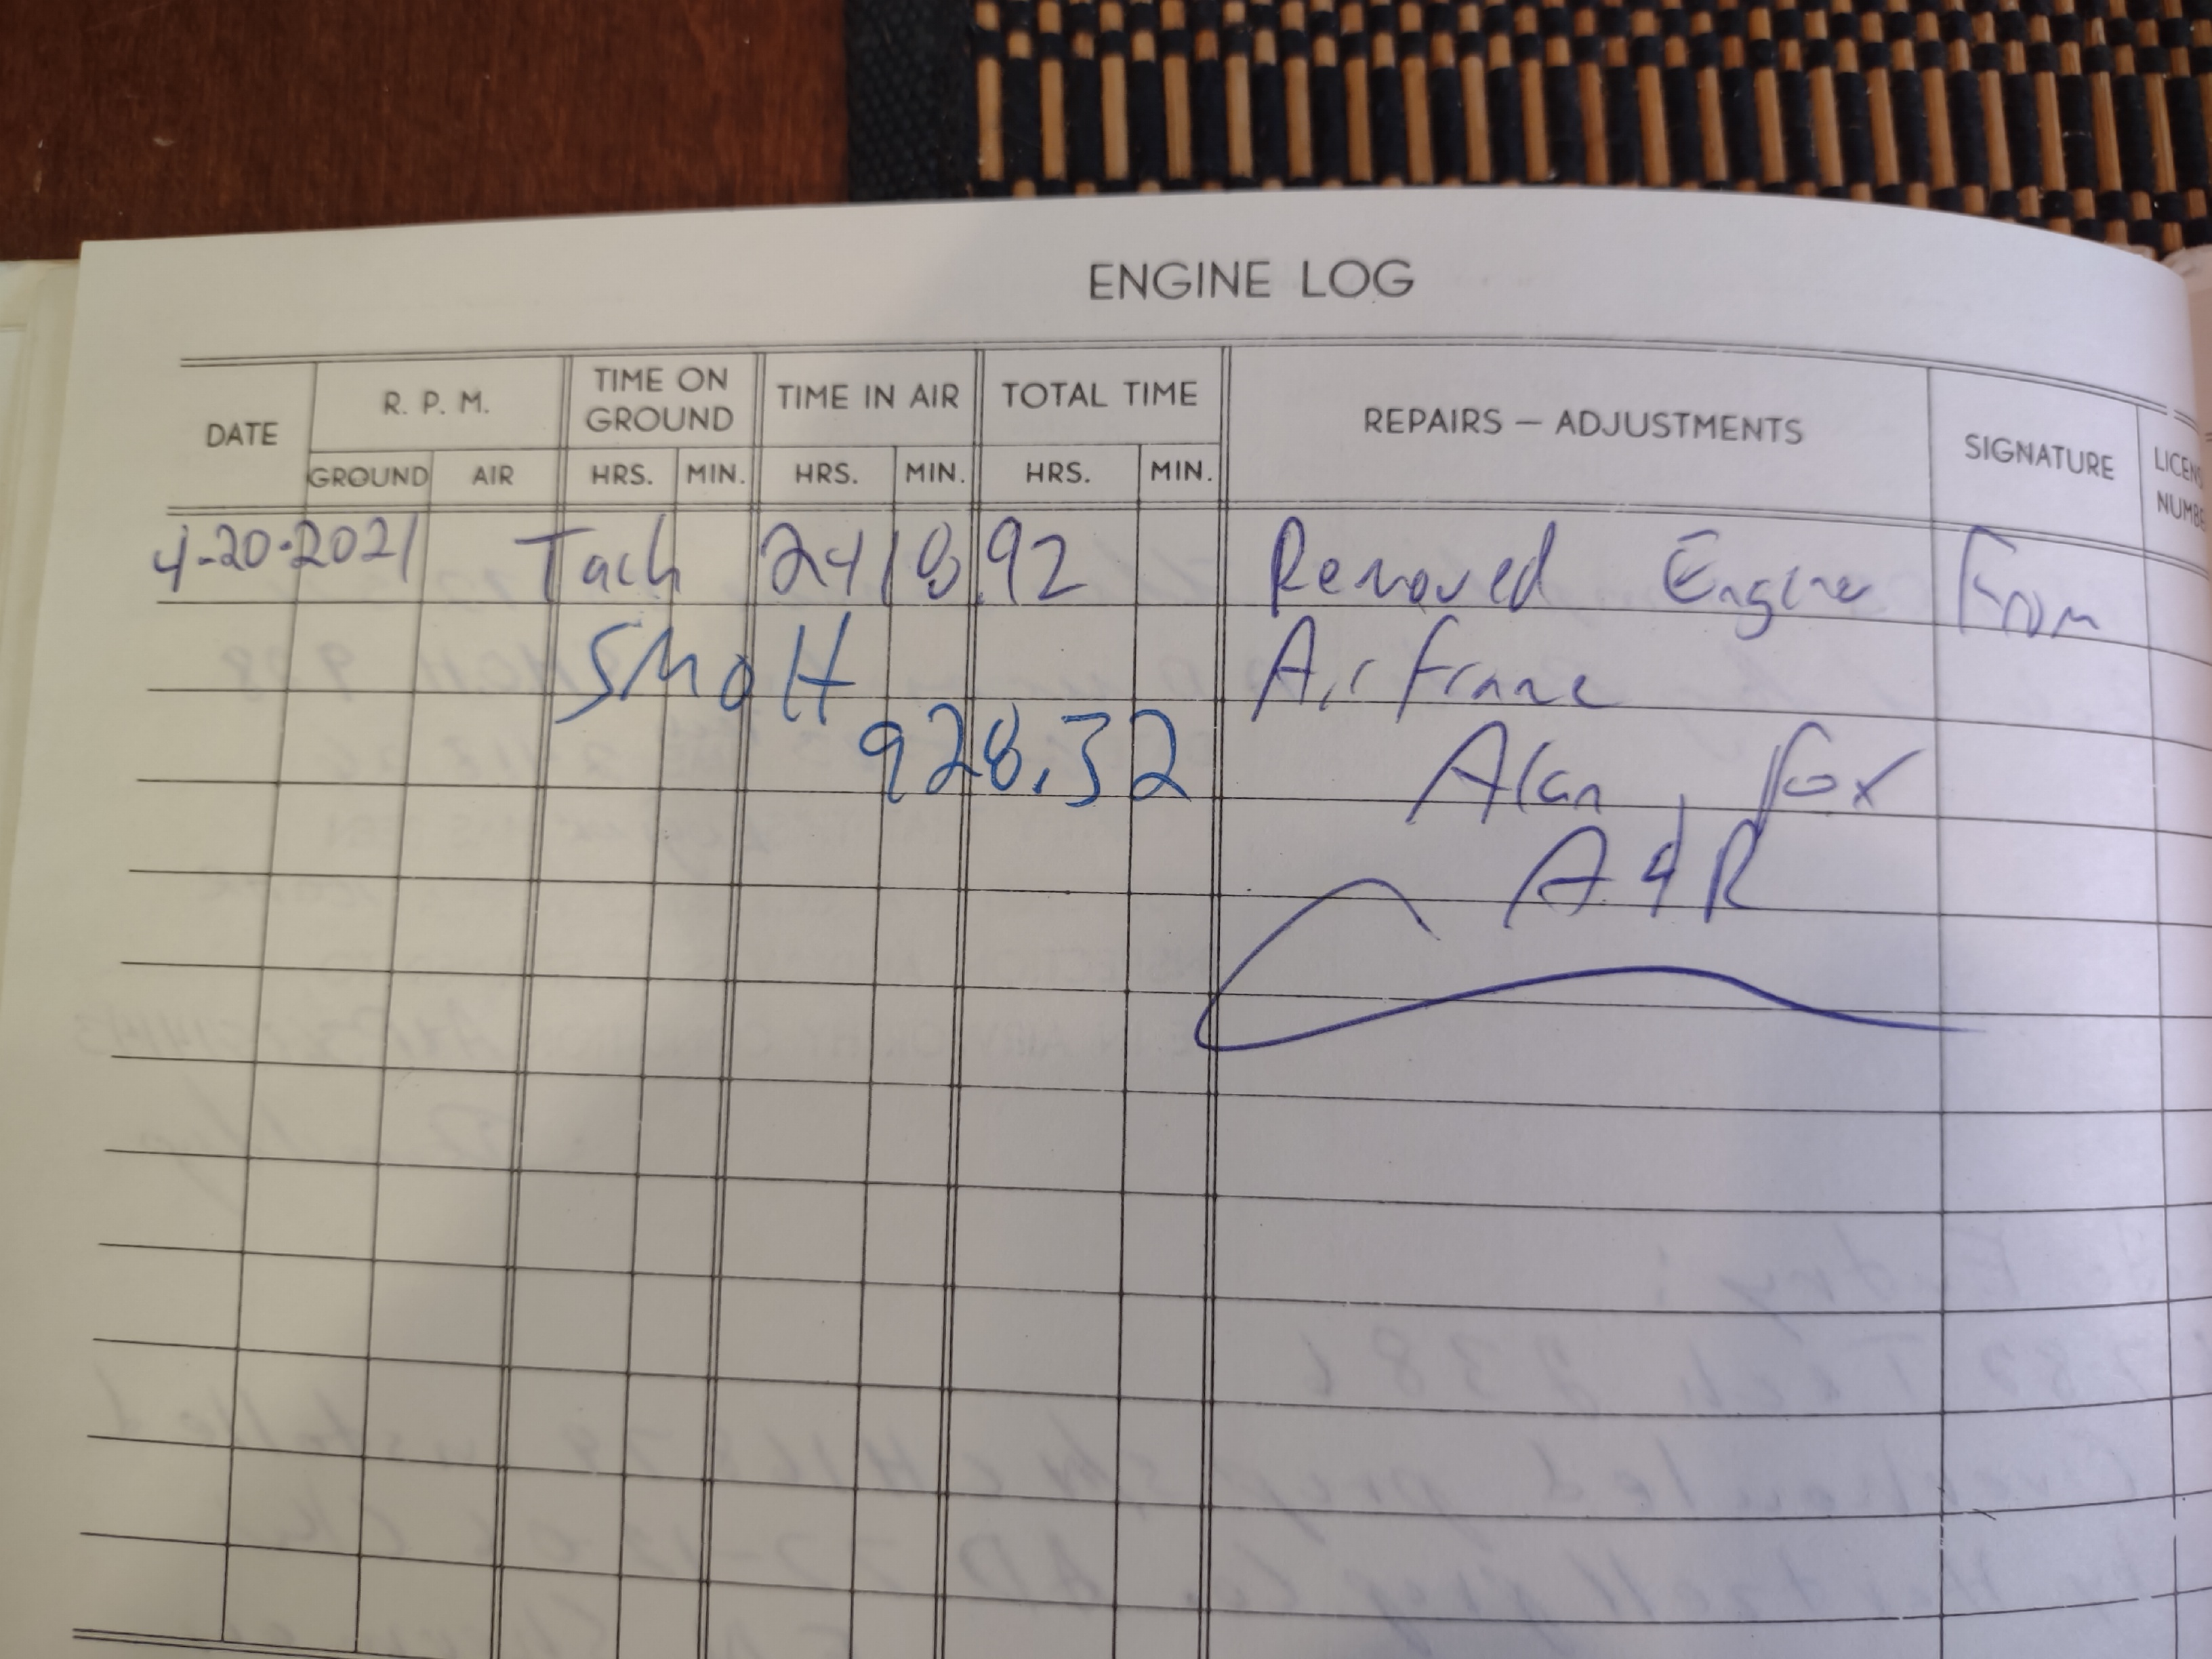 ENGINE LOG
DATE R. P. M. TIME ON GROUND TIME IN AIR TOTAL TIME REPAIRS — ADJUSTMENTS SIGNATURE
GROUND AIR HRS. MIN. HRS. MIN. HRS. MIN.
4-20-2021 Tach 2418.92 Removed Engine From
SMOH Airframe
928.32 Alan Fox